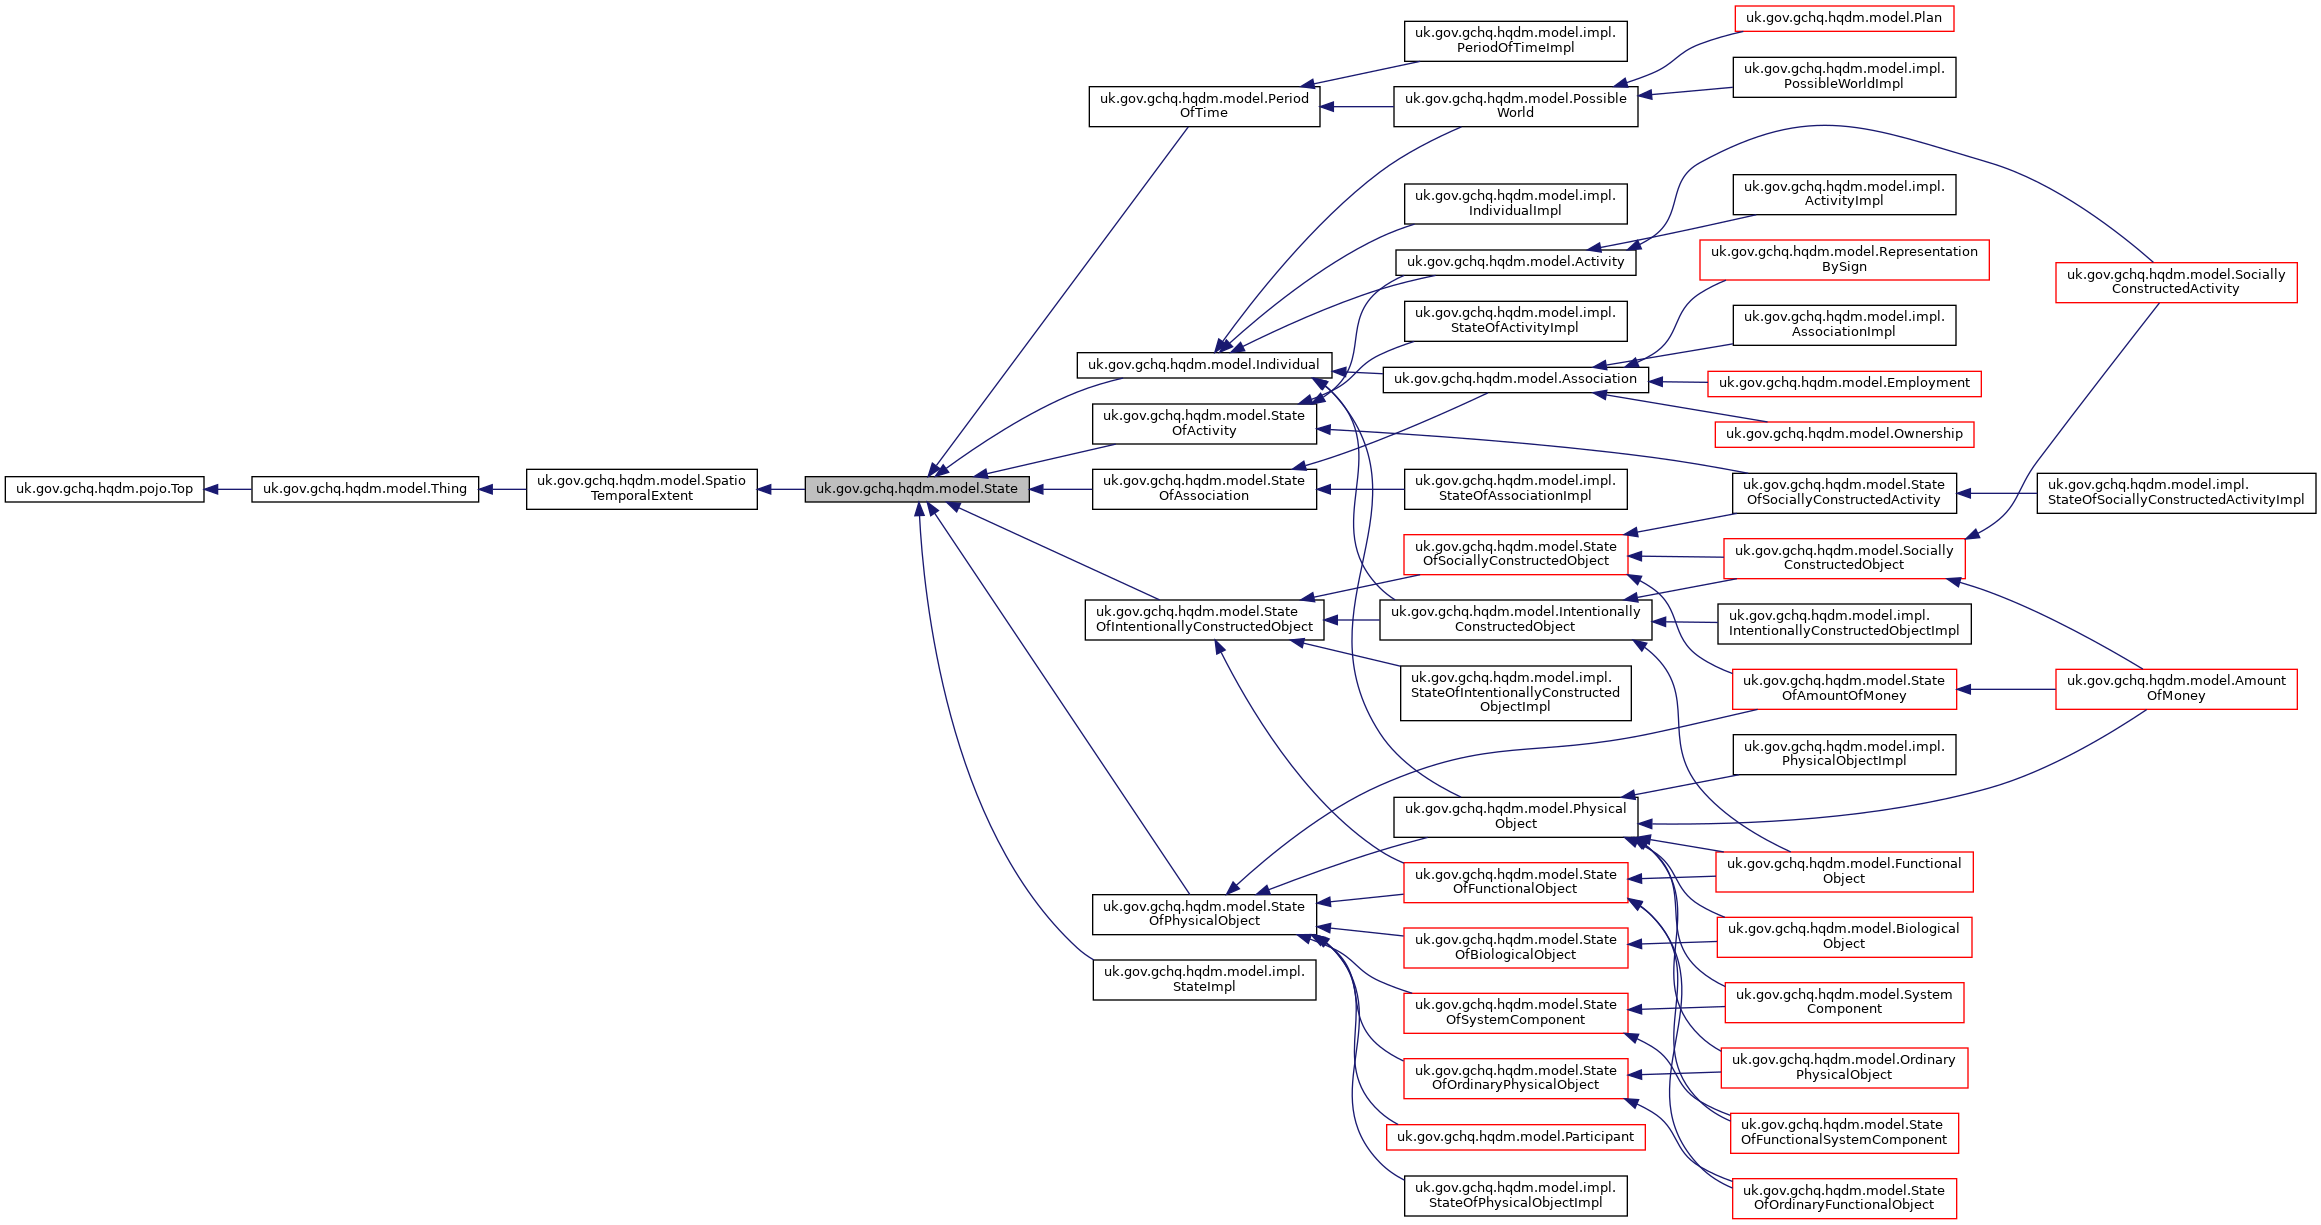 uk.gov.gchq.hqdm.pojo.Top
uk.gov.gchq.hqdm.model.Thing
uk.gov.gchq.hqdm.model.Spatio
TemporalExtent
uk.gov.gchq.hqdm.model.State
uk.gov.gchq.hqdm.model.Period
OfTime
uk.gov.gchq.hqdm.model.Individual
uk.gov.gchq.hqdm.model.State
OfActivity
uk.gov.gchq.hqdm.model.State
OfAssociation
uk.gov.gchq.hqdm.model.State
OfIntentionallyConstructedObject
uk.gov.gchq.hqdm.model.State
OfPhysicalObject
uk.gov.gchq.hqdm.model.impl.
StateImpl
uk.gov.gchq.hqdm.model.impl.
PeriodOfTimeImpl
uk.gov.gchq.hqdm.model.Possible
World
uk.gov.gchq.hqdm.model.impl.
IndividualImpl
uk.gov.gchq.hqdm.model.Activity
uk.gov.gchq.hqdm.model.impl.
StateOfActivityImpl
uk.gov.gchq.hqdm.model.Association
uk.gov.gchq.hqdm.model.impl.
StateOfAssociationImpl
uk.gov.gchq.hqdm.model.State
OfSociallyConstructedObject
uk.gov.gchq.hqdm.model.Intentionally
ConstructedObject
uk.gov.gchq.hqdm.model.impl.
StateOfIntentionallyConstructed
ObjectImpl
uk.gov.gchq.hqdm.model.Physical
Object
uk.gov.gchq.hqdm.model.State
OfFunctionalObject
uk.gov.gchq.hqdm.model.State
OfBiologicalObject
uk.gov.gchq.hqdm.model.State
OfSystemComponent
uk.gov.gchq.hqdm.model.State
OfOrdinaryPhysicalObject
uk.gov.gchq.hqdm.model.Participant
uk.gov.gchq.hqdm.model.impl.
StateOfPhysicalObjectImpl
uk.gov.gchq.hqdm.model.Plan
uk.gov.gchq.hqdm.model.impl.
PossibleWorldImpl
uk.gov.gchq.hqdm.model.impl.
ActivityImpl
uk.gov.gchq.hqdm.model.Representation
BySign
uk.gov.gchq.hqdm.model.impl.
AssociationImpl
uk.gov.gchq.hqdm.model.Employment
uk.gov.gchq.hqdm.model.Ownership
uk.gov.gchq.hqdm.model.State
OfSociallyConstructedActivity
uk.gov.gchq.hqdm.model.Socially
ConstructedObject
uk.gov.gchq.hqdm.model.impl.
IntentionallyConstructedObjectImpl
uk.gov.gchq.hqdm.model.State
OfAmountOfMoney
uk.gov.gchq.hqdm.model.impl.
PhysicalObjectImpl
uk.gov.gchq.hqdm.model.Functional
Object
uk.gov.gchq.hqdm.model.Biological
Object
uk.gov.gchq.hqdm.model.System
Component
uk.gov.gchq.hqdm.model.Ordinary
PhysicalObject
uk.gov.gchq.hqdm.model.State
OfFunctionalSystemComponent
uk.gov.gchq.hqdm.model.State
OfOrdinaryFunctionalObject
uk.gov.gchq.hqdm.model.Socially
ConstructedActivity
uk.gov.gchq.hqdm.model.impl.
StateOfSociallyConstructedActivityImpl
uk.gov.gchq.hqdm.model.Amount
OfMoney